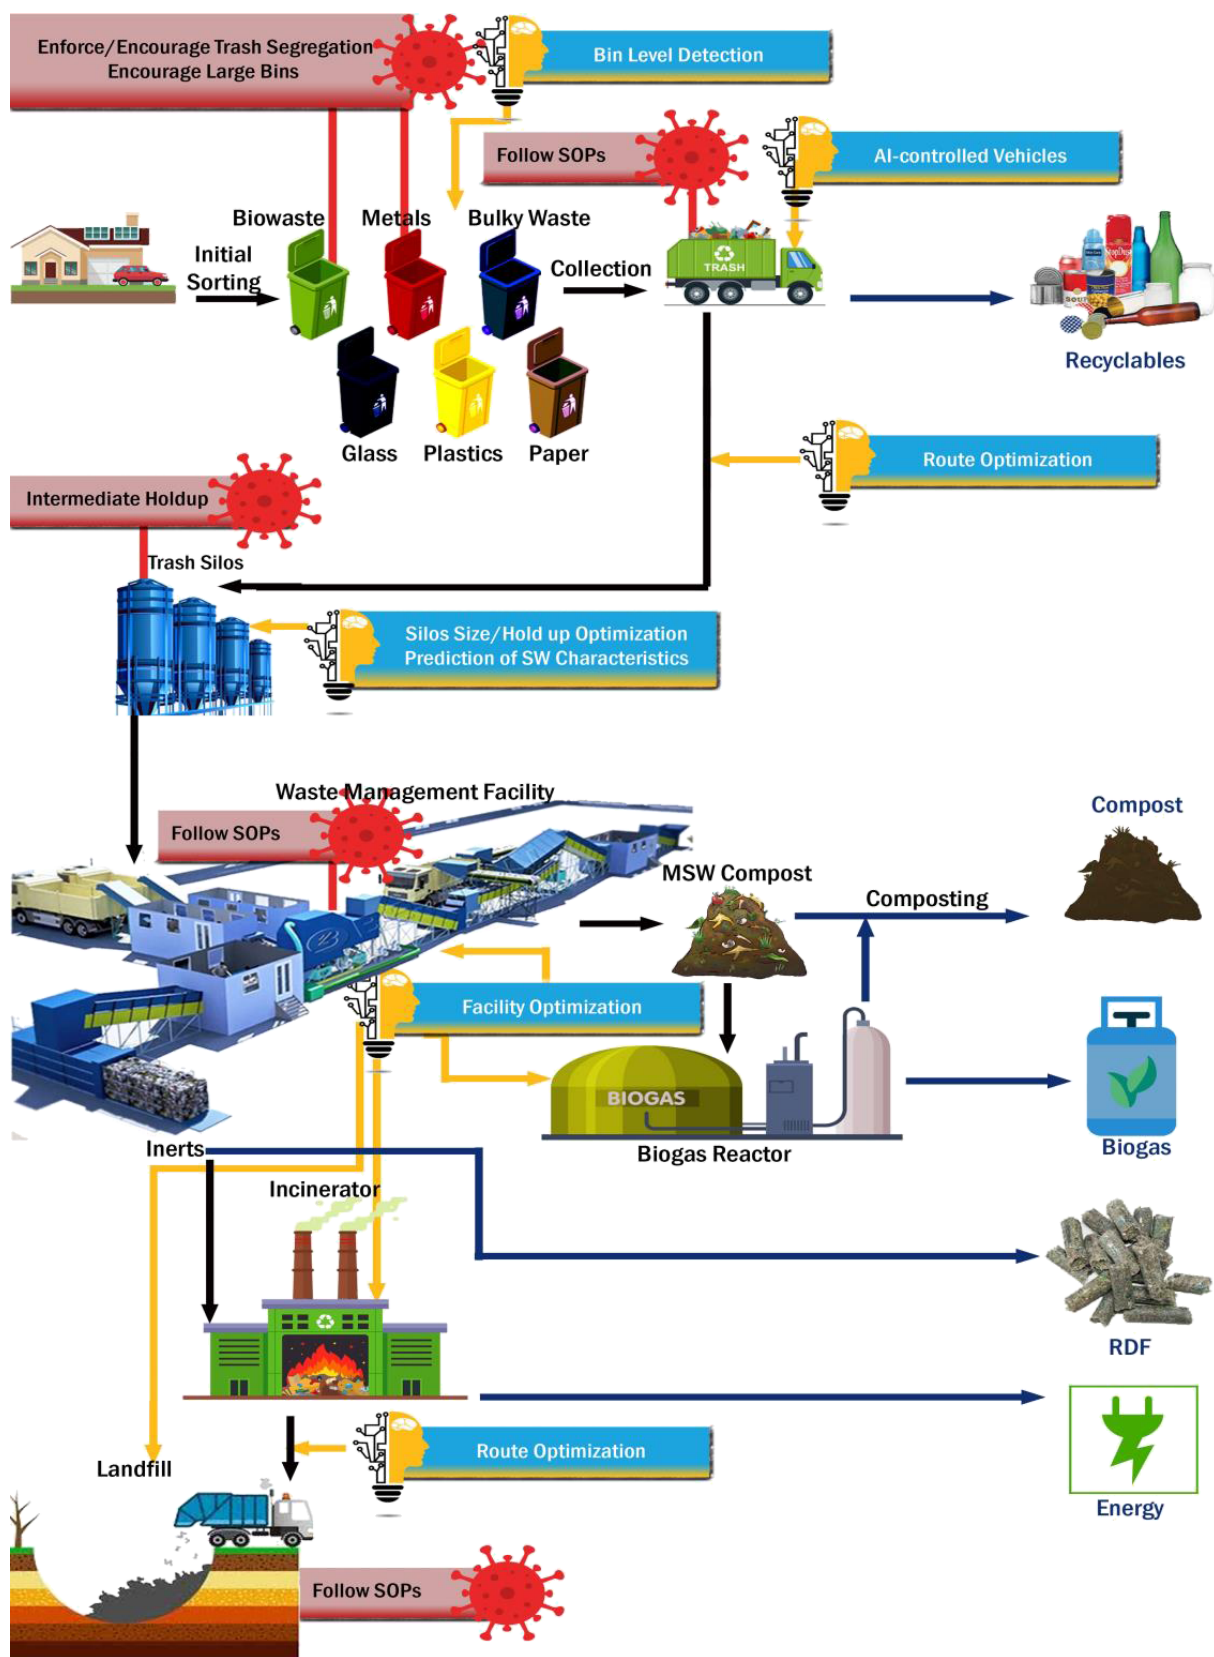 Enforce/Encourage Trash Segregation
Encourage Large Bins
Bin Level Detection
Follow SOPs
AI-controlled Vehicles
Biowaste
Metals
Bulky Waste
Initial
Sorting
Collection
TRASH
SOUP
Recyclables
Glass
Plastics
Paper
Route Optimization
Intermediate Holdup
Trash Silos
Silos Size/Hold up Optimization
Prediction of SW Characteristics
Waste Management Facility
Follow SOPs
Compost
MSW Compost
Composting
Facility Optimization
BIOGAS
Biogas Reactor
Biogas
Inerts
Incinerator
RDF
Route Optimization
Landfill
Energy
Follow SOPs